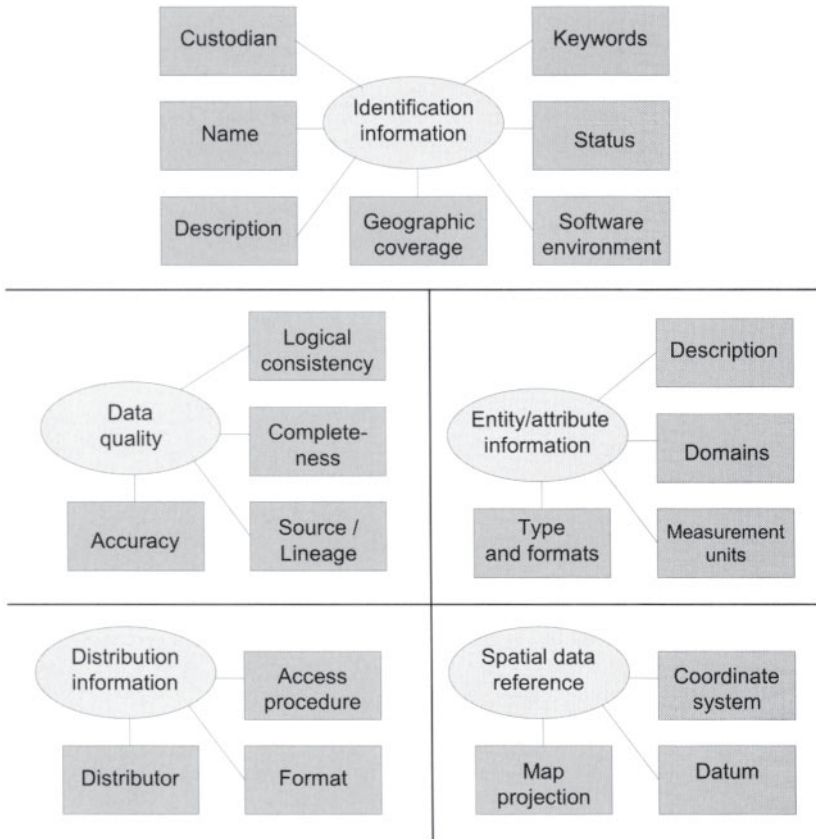 Custodian
Keywords
Identification
information
Name
Status
Description
Geographic
coverage
Software
environment
Logical
consistency
Data
quality
Complete-
ness
Accuracy
Source /
Lineage
Description
Entity/attribute
information
Domains
Type
and formats
Measurement
units
Distribution
information
Access
procedure
Distributor
Format
Spatial data
reference
Coordinate
system
Map
projection
Datum